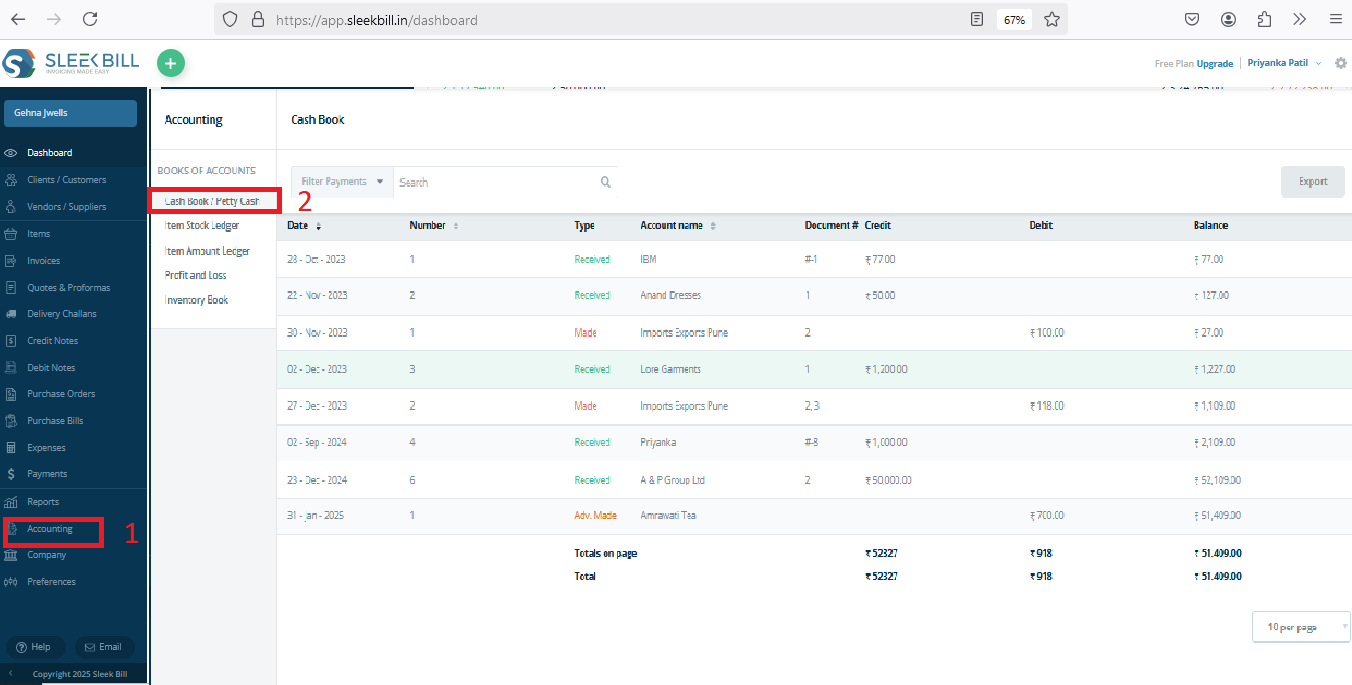 https://app.sleekbill.in/dashboard
67%
SLEEK BILL
INVOICING MADE EASY
+
Free Plan Upgrade
Priyanka Patil
Gehna Jwells
Dashboard
Clients / Customers
Vendors / Suppliers
Items
Invoices
Quotes & Proformas
Delivery Challans
Credit Notes
Debit Notes
Purchase Orders
Purchase Bills
Expenses
Payments
Reports
Accounting
1
Company
Preferences
Help
Email
Copyright 2025 Sleek Bill
Accounting
BOOKS OF ACCOUNTS
Cash Book / Petty Cash
2
Item Stock Ledger
Item Amount Ledger
Profit and Loss
Inventory Book
Cash Book
Filter Payments
Search
Export
Date Number Type Account name Document # Credit Debit Balance
28 - Oct - 2023 1 Received IBM #-1 ₹ 77.00 ₹ 77.00
22 - Nov - 2023 2 Received Anand Dresses 1 ₹ 50.00 ₹ 127.00
30 - Nov - 2023 1 Made Imports Exports Pune 2 ₹ 100.00 ₹ 27.00
02 - Dec - 2023 3 Received Lore Garments 1 ₹ 1,200.00 ₹ 1,227.00
27 - Dec - 2023 2 Made Imports Exports Pune 2,3 ₹ 118.00 ₹ 1,109.00
02 - Sep - 2024 4 Received Priyanka #-8 ₹ 1,000.00 ₹ 2,109.00
23 - Dec - 2024 6 Received A & P Group Ltd 2 ₹ 50,000.00 ₹ 52,109.00
31 - Jan - 2025 1 Adv. Made Amrawati Tea ₹ 700.00 ₹ 51,409.00
Totals on page ₹ 52327 ₹ 918 ₹ 51,409.00
Total ₹ 52327 ₹ 918 ₹ 51,409.00
10 per page